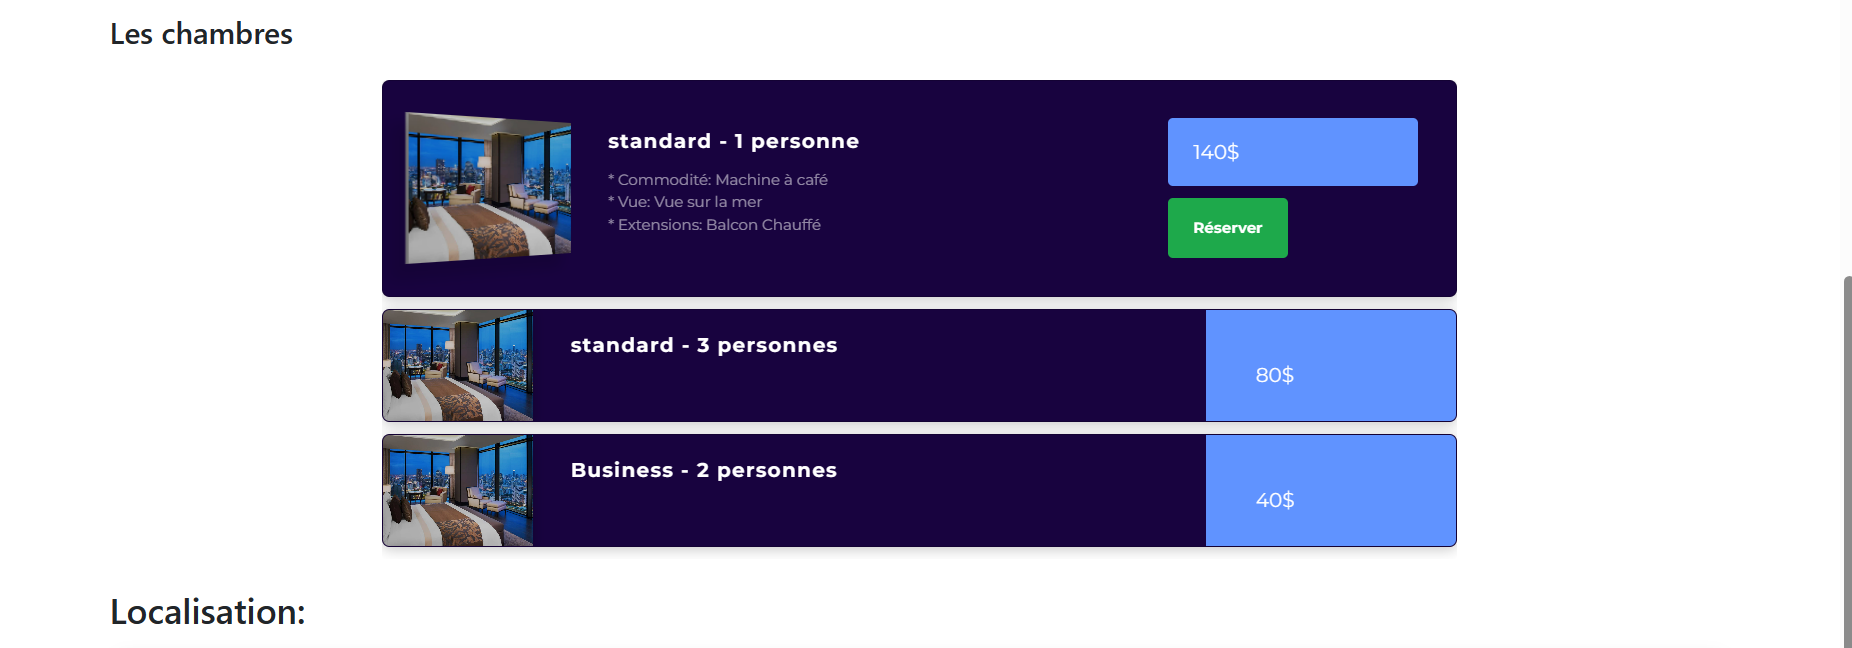 Les chambres
standard - 1 personne
* Commodité: Machine à café
* Vue: Vue sur la mer
* Extensions: Balcon Chauffé
140$
Réserver
standard - 3 personnes
80$
Business - 2 personnes
40$
Localisation: